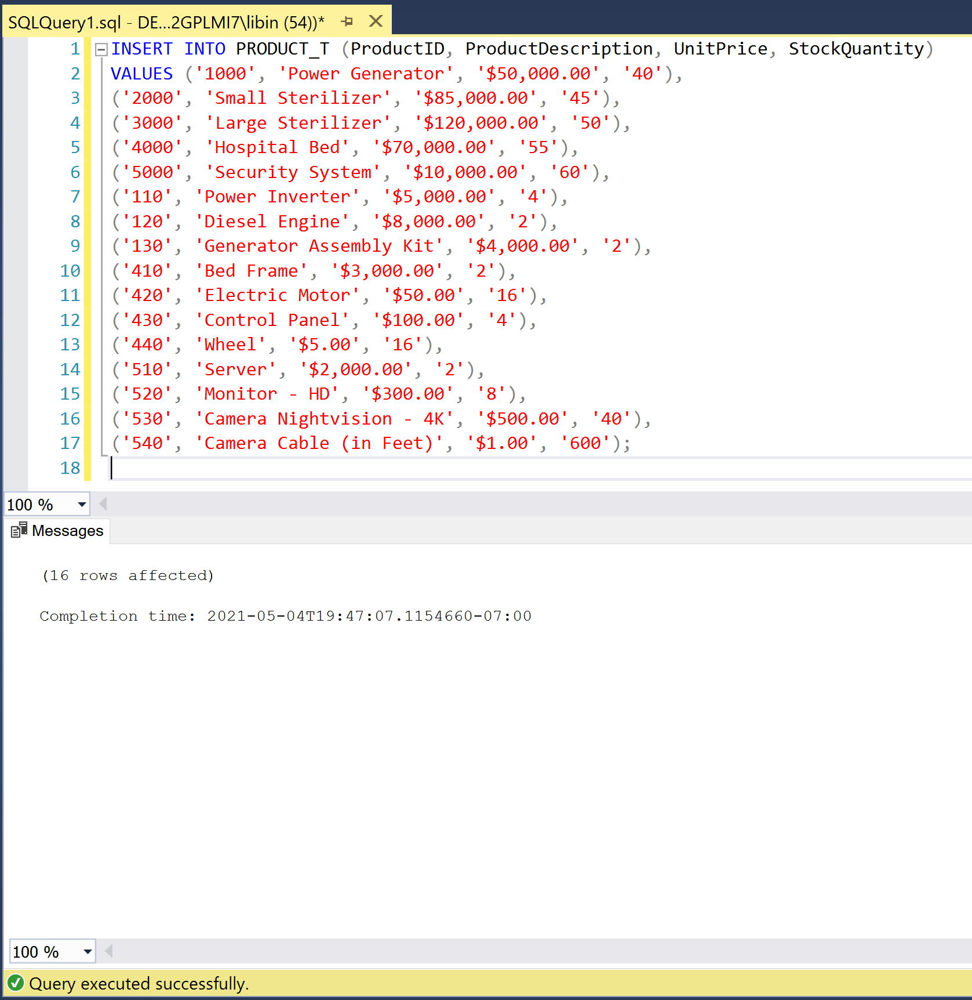 SQLQuery1.sql - DE...2GPLMI7\libin (54))*
1 INSERT INTO PRODUCT_T (ProductID, ProductDescription, UnitPrice, StockQuantity)
2 VALUES ('1000', 'Power Generator', '$50,000.00', '40'),
3 ('2000', 'Small Sterilizer', '$85,000.00', '45'),
4 ('3000', 'Large Sterilizer', '$120,000.00', '50'),
5 ('4000', 'Hospital Bed', '$70,000.00', '55'),
6 ('5000', 'Security System', '$10,000.00', '60'),
7 ('110', 'Power Inverter', '$5,000.00', '4'),
8 ('120', 'Diesel Engine', '$8,000.00', '2'),
9 ('130', 'Generator Assembly Kit', '$4,000.00', '2'),
10 ('410', 'Bed Frame', '$3,000.00', '2'),
11 ('420', 'Electric Motor', '$50.00', '16'),
12 ('430', 'Control Panel', '$100.00', '4'),
13 ('440', 'Wheel', '$5.00', '16'),
14 ('510', 'Server', '$2,000.00', '2'),
15 ('520', 'Monitor - HD', '$300.00', '8'),
16 ('530', 'Camera Nightvision - 4K', '$500.00', '40'),
17 ('540', 'Camera Cable (in Feet)', '$1.00', '600');
18
100 %
Messages
(16 rows affected)
Completion time: 2021-05-04T19:47:07.1154660-07:00
100 %
Query executed successfully.